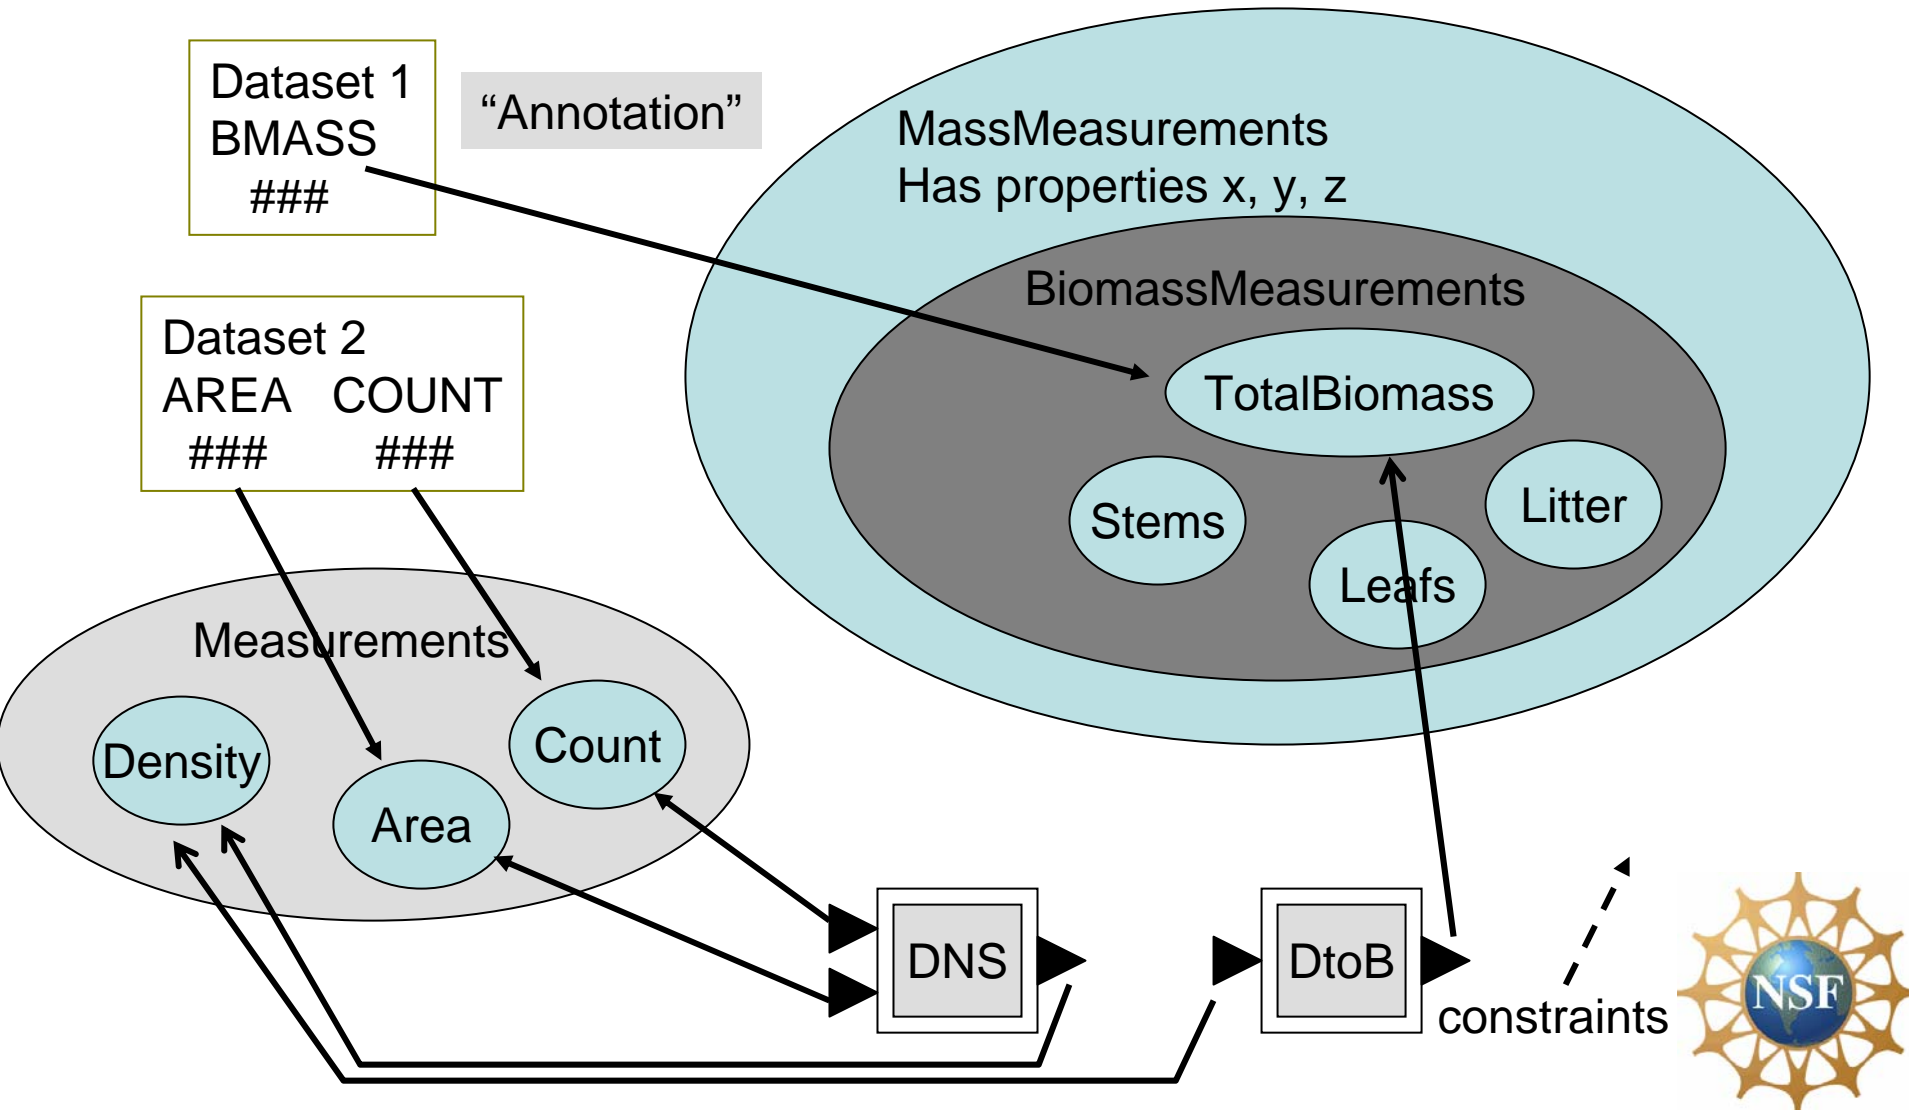 Dataset 1
BMASS
###
“Annotation”
MassMeasurements
Has properties x, y, z
BiomassMeasurements
TotalBiomass
Stems
Leafs
Litter
Dataset 2
AREA COUNT
### ###
Measurements
Density
Area
Count
DNS
DtoB
constraints
NSF